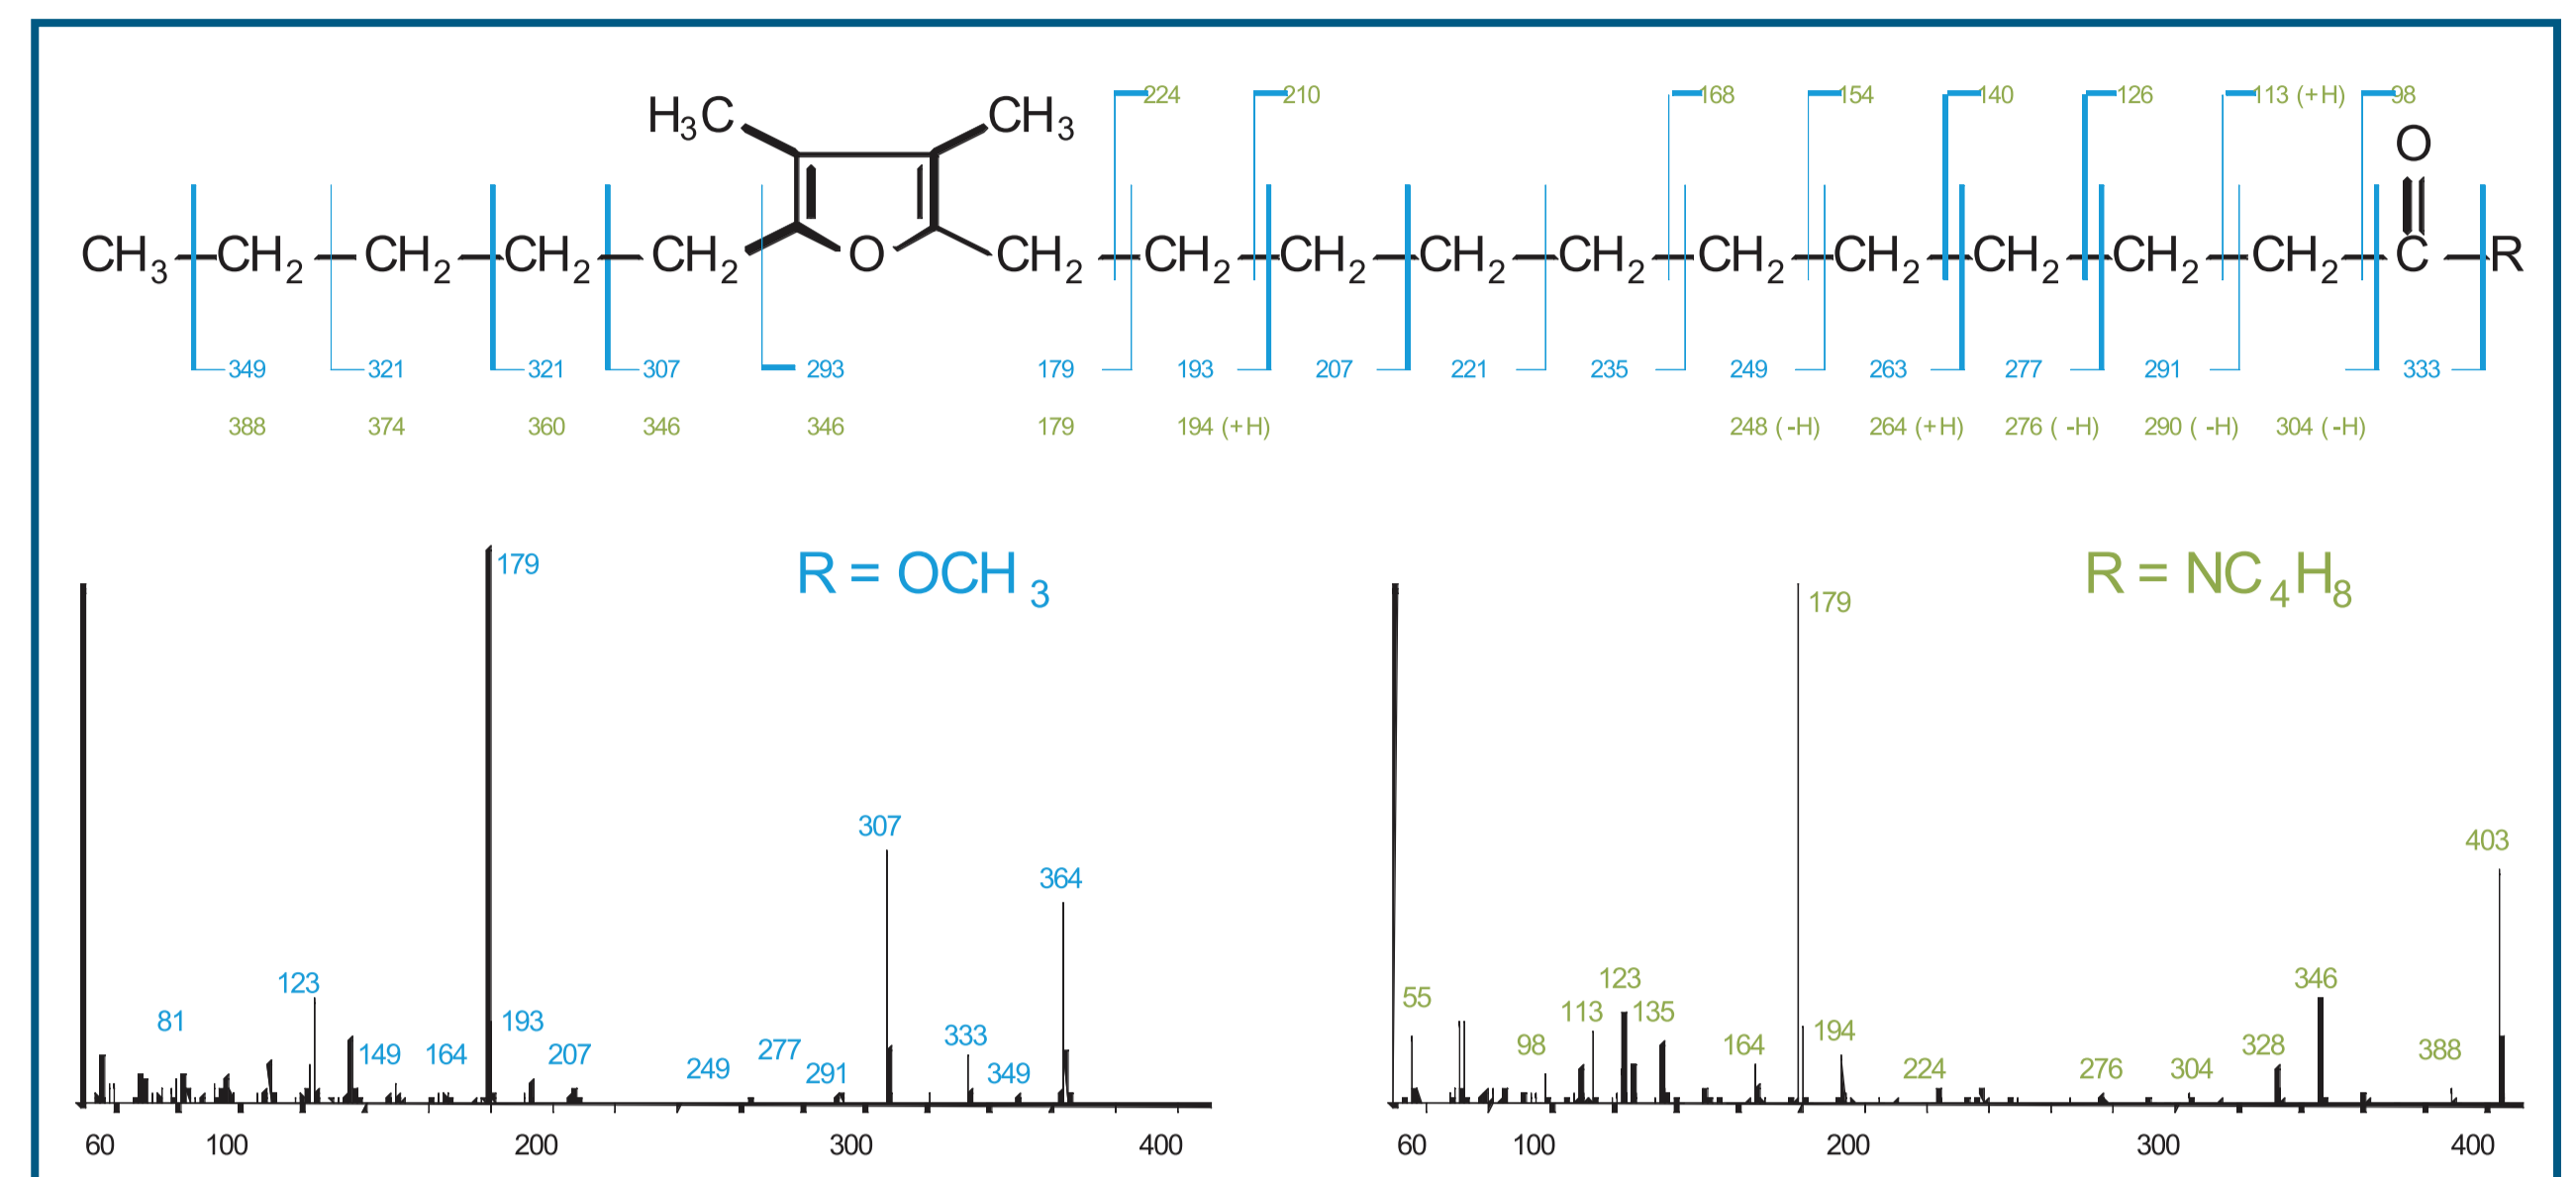 224 210 168 154 140 126 113 (+H) 98
H3C CH3 O
CH3 CH2 CH2 CH2 CH2 O CH2 CH2 CH2 CH2 CH2 CH2 CH2 CH2 CH2 CH2 C R
349 321 321 307 293 179 193 207 221 235 249 263 277 291 333
388 374 360 346 346 179 194 (+H) 248 ( -H) 264 (+H) 276 ( -H) 290 ( -H) 304 (-H)
R = OCH3
179
307
364
123
81
193
333
149 164 207 249 277 291 349
60 100 200 300 400
R = NC4H8
179
403
123 346
55 113 135
194
98 164 328 388
224 276 304
60 100 200 300 400